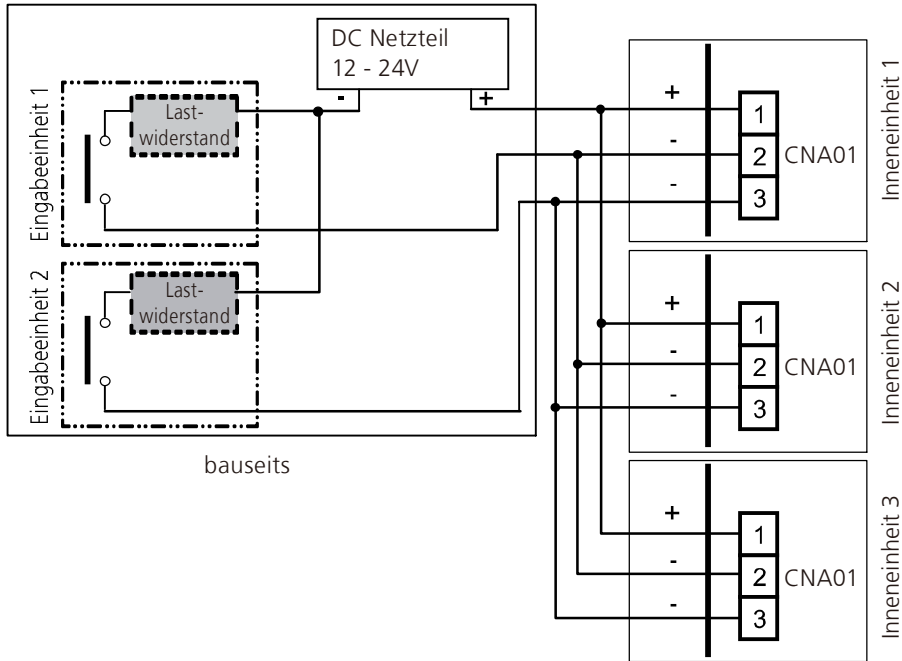 DC Netzteil
12 - 24V
-
+
Eingabeeinheit 1
Last-
widerstand
Eingabeeinheit 2
Last-
widerstand
bauseits
+
-
-
1
2
3
CNA01
Inneneinheit 1
+
-
-
1
2
3
CNA01
Inneneinheit 2
+
-
-
1
2
3
CNA01
Inneneinheit 3